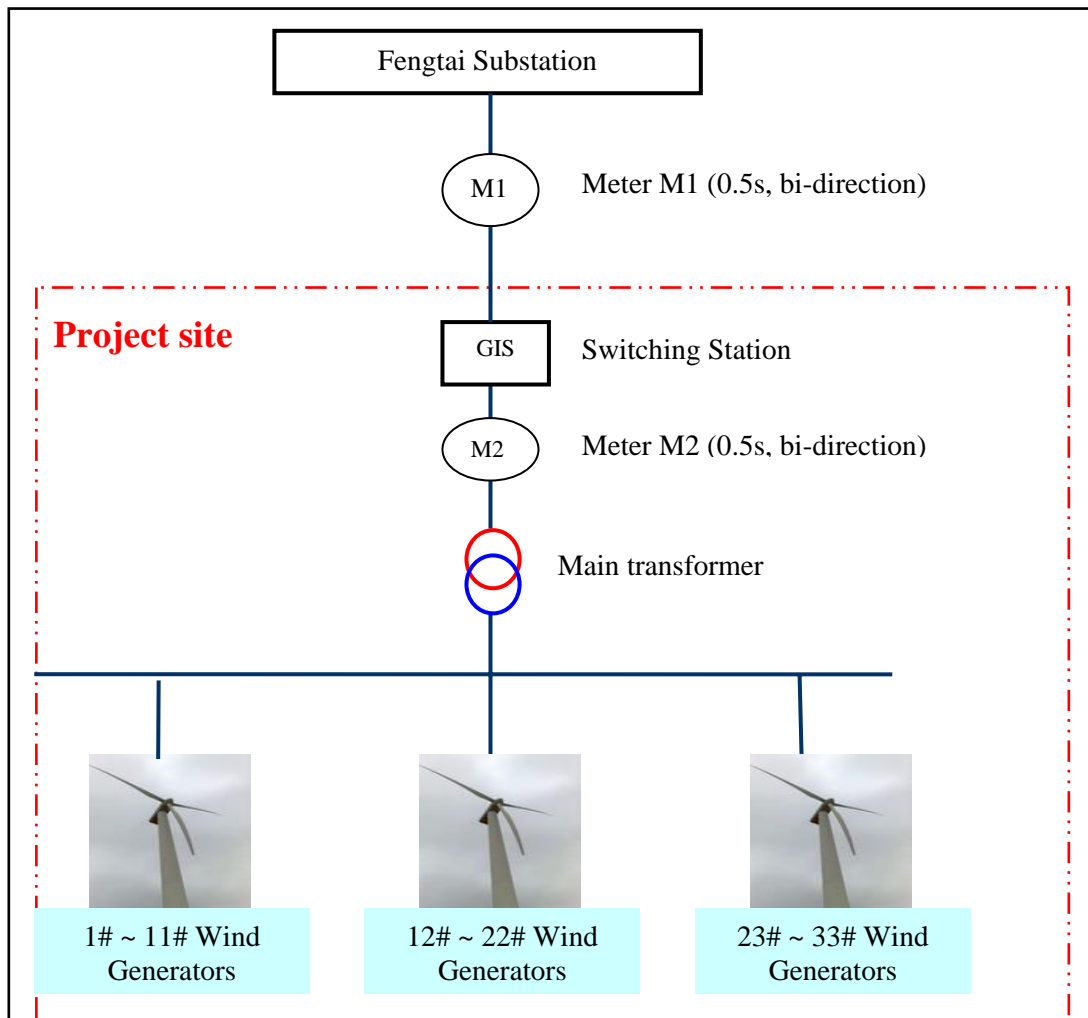 Fengtai Substation
M1
Meter M1 (0.5s, bi-direction)
Project site
GIS
Switching Station
M2
Meter M2 (0.5s, bi-direction)
Main transformer
1# ~ 11# Wind
Generators
12# ~ 22# Wind
Generators
23# ~ 33# Wind
Generators